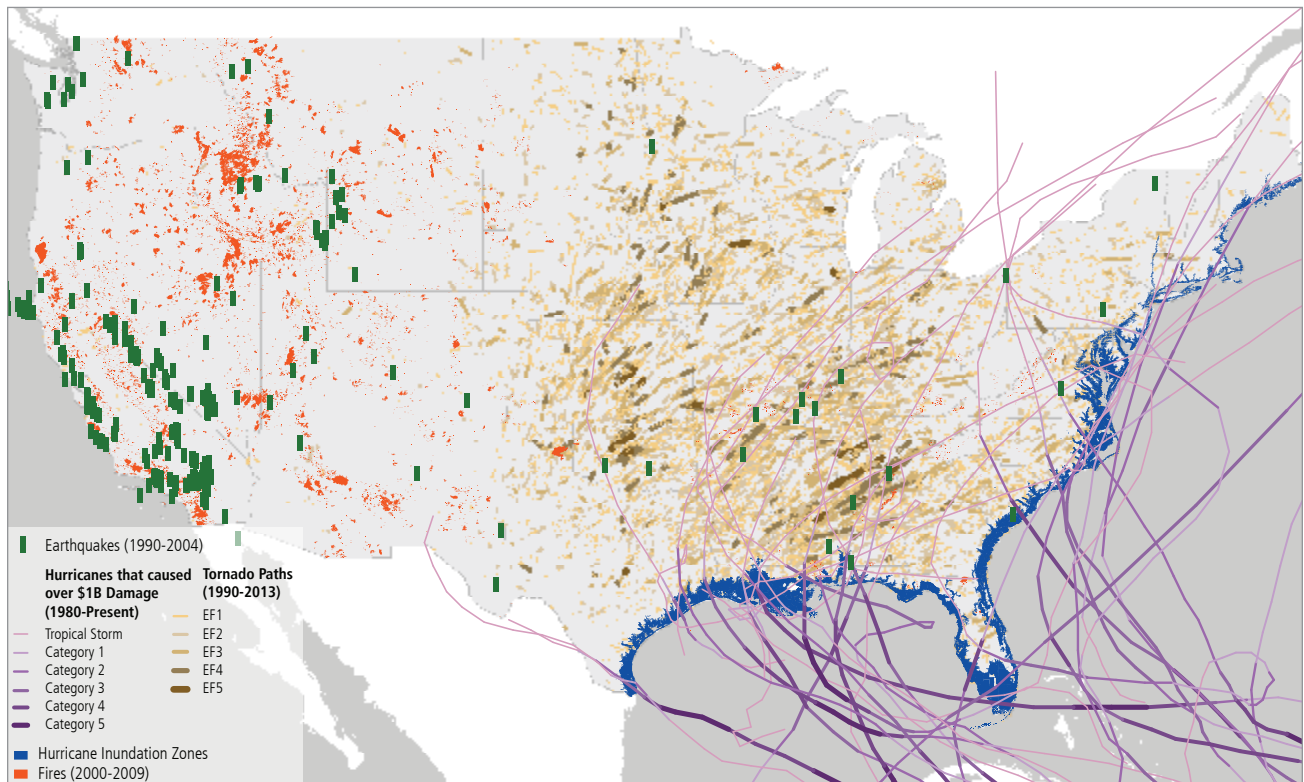 Earthquakes (1990-2004)
Hurricanes that caused
over $1B Damage
(1980-Present)
Tropical Storm
Category 1
Category 2
Category 3
Category 4
Category 5
Tornado Paths
(1990-2013)
EF1
EF2
EF3
EF4
EF5
Hurricane Inundation Zones
Fires (2000-2009)